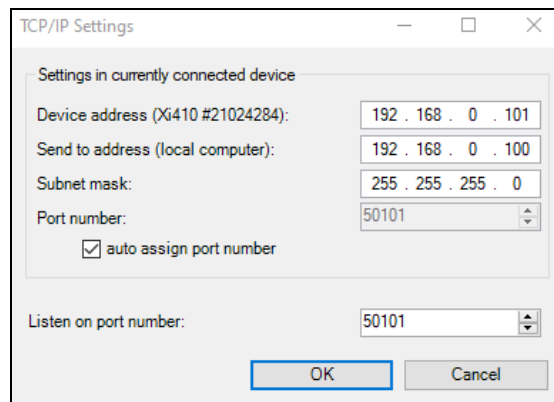 TCP/IP Settings
Settings in currently connected device
Device address (Xi410 #21024284): 192 . 168 . 0 . 101
Send to address (local computer): 192 . 168 . 0 . 100
Subnet mask: 255 . 255 . 255 . 0
Port number: 50101
auto assign port number
Listen on port number: 50101
OK Cancel